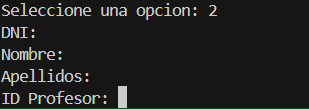 Seleccione una opcion: 2
DNI:
Nombre:
Apellidos:
ID Profesor: